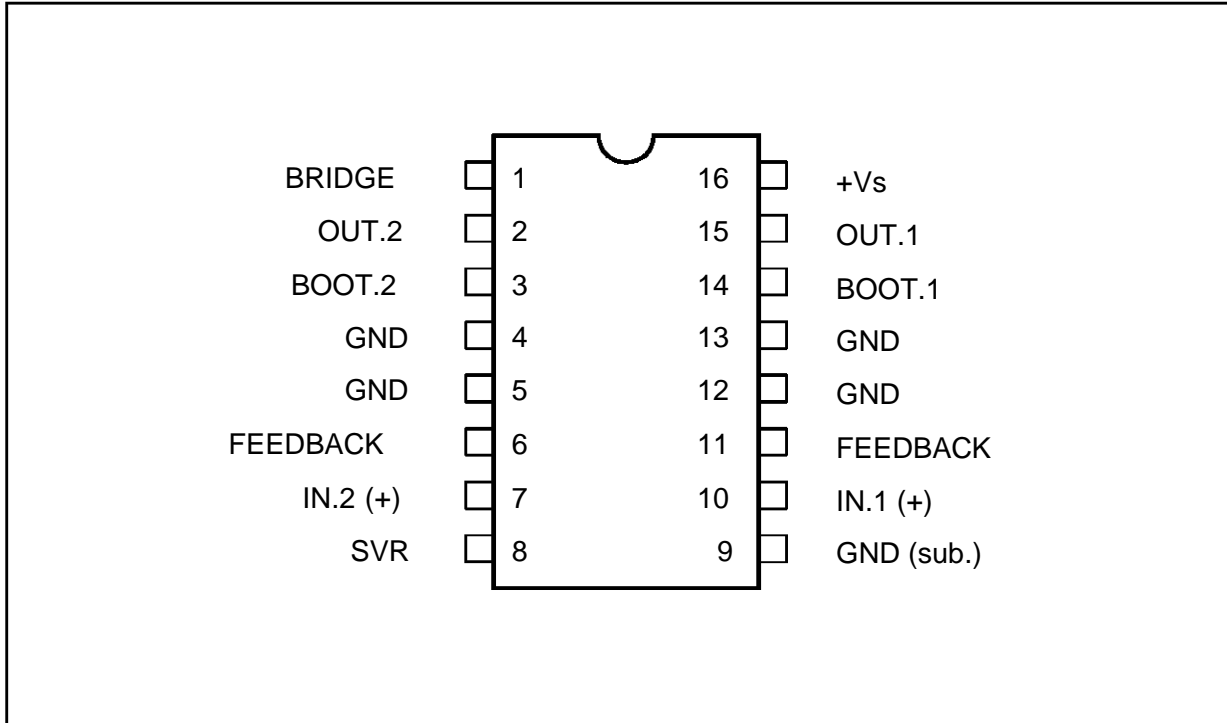 BRIDGE 1 16 +Vs
OUT.2 2 15 OUT.1
BOOT.2 3 14 BOOT.1
GND 4 13 GND
GND 5 12 GND
FEEDBACK 6 11 FEEDBACK
IN.2 (+) 7 10 IN.1 (+)
SVR 8 9 GND (sub.)